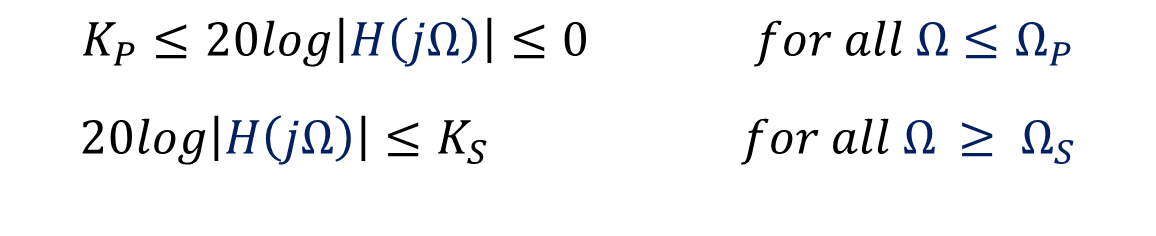 K_P ≤ 20log|H(jΩ)| ≤ 0 for all Ω ≤ Ω_P
20log|H(jΩ)| ≤ K_S for all Ω ≥ Ω_S